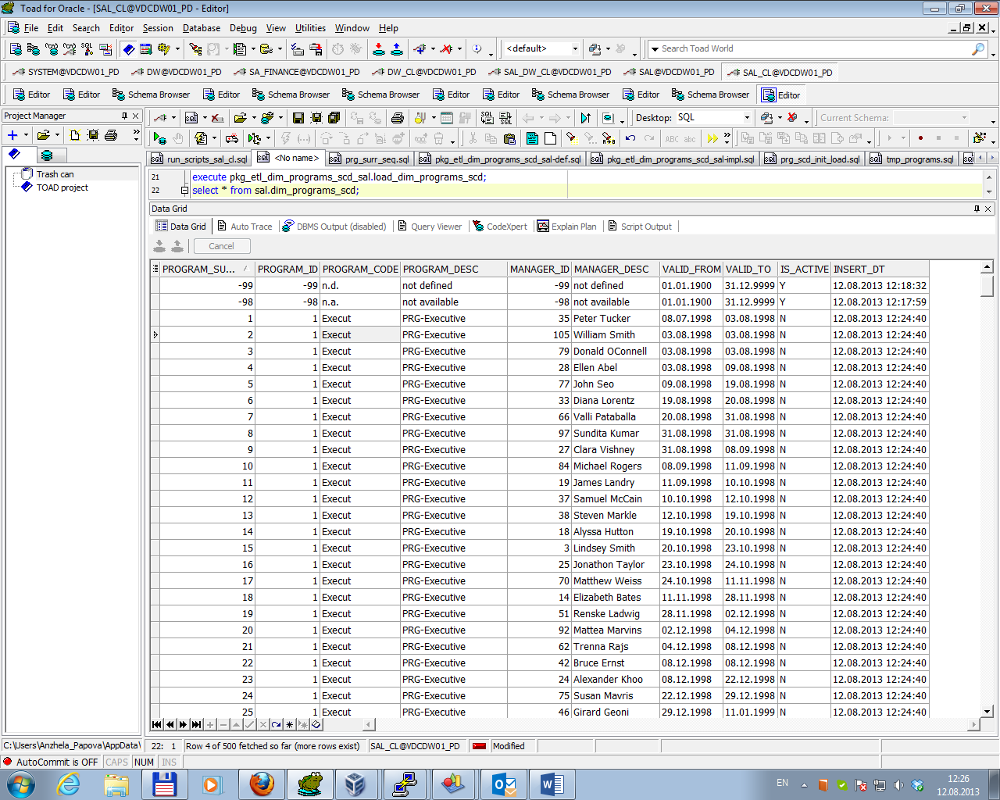 Toad for Oracle - [SAL_CL@VDCDW01_PD - Editor]
File Edit Search Editor Session Database Debug View Utilities Window Help
<default> Search Toad World
SYSTEM@VDCDW01_PD DW@VDCDW01_PD SA_FINANCE@VDCDW01_PD DW_CL@VDCDW01_PD SAL_DW_CL@VDCDW01_PD SAL@VDCDW01_PD SAL_CL@VDCDW01_PD
Editor Editor Schema Browser Editor Schema Browser Schema Browser Editor Editor Schema Browser Editor Schema Browser Editor
Project Manager
Desktop: SQL Current Schema:
Trash can
TOAD project
run_scripts_sal_cl.sql <No name> prg_surr_seq.sql pkg_etl_dim_programs_scd_sal-def.sql pkg_etl_dim_programs_scd_sal-impl.sql prg_scd_init_load.sql tmp_programs.sql
21 execute pkg_etl_dim_programs_scd_sal.load_dim_programs_scd;
22 select * from sal.dim_programs_scd;
Data Grid
Data Grid Auto Trace DBMS Output (disabled) Query Viewer CodeXpert Explain Plan Script Output
Cancel
PROGRAM_SU... PROGRAM_ID PROGRAM_CODE PROGRAM_DESC MANAGER_ID MANAGER_DESC VALID_FROM VALID_TO IS_ACTIVE INSERT_DT
-99 -99 n.d. not defined -99 not defined 01.01.1900 31.12.9999 Y 12.08.2013 12:18:32
-98 -98 n.a. not available -98 not available 01.01.1900 31.12.9999 Y 12.08.2013 12:17:59
1 1 Execut PRG-Executive 35 Peter Tucker 08.07.1998 03.08.1998 N 12.08.2013 12:24:40
2 1 Execut PRG-Executive 105 William Smith 03.08.1998 03.08.1998 N 12.08.2013 12:24:40
3 1 Execut PRG-Executive 79 Donald OConnell 03.08.1998 03.08.1998 N 12.08.2013 12:24:40
4 1 Execut PRG-Executive 28 Ellen Abel 03.08.1998 09.08.1998 N 12.08.2013 12:24:40
5 1 Execut PRG-Executive 77 John Seo 09.08.1998 19.08.1998 N 12.08.2013 12:24:40
6 1 Execut PRG-Executive 33 Diana Lorentz 19.08.1998 20.08.1998 N 12.08.2013 12:24:40
7 1 Execut PRG-Executive 66 Valli Pataballa 20.08.1998 31.08.1998 N 12.08.2013 12:24:40
8 1 Execut PRG-Executive 97 Sundita Kumar 31.08.1998 31.08.1998 N 12.08.2013 12:24:40
9 1 Execut PRG-Executive 27 Clara Vishney 31.08.1998 08.09.1998 N 12.08.2013 12:24:40
10 1 Execut PRG-Executive 84 Michael Rogers 08.09.1998 11.09.1998 N 12.08.2013 12:24:40
11 1 Execut PRG-Executive 19 James Landry 11.09.1998 10.10.1998 N 12.08.2013 12:24:40
12 1 Execut PRG-Executive 37 Samuel McCain 10.10.1998 12.10.1998 N 12.08.2013 12:24:40
13 1 Execut PRG-Executive 38 Steven Markle 12.10.1998 19.10.1998 N 12.08.2013 12:24:40
14 1 Execut PRG-Executive 18 Alyssa Hutton 19.10.1998 20.10.1998 N 12.08.2013 12:24:40
15 1 Execut PRG-Executive 3 Lindsey Smith 20.10.1998 23.10.1998 N 12.08.2013 12:24:40
16 1 Execut PRG-Executive 25 Jonathon Taylor 23.10.1998 24.10.1998 N 12.08.2013 12:24:40
17 1 Execut PRG-Executive 70 Matthew Weiss 24.10.1998 11.11.1998 N 12.08.2013 12:24:40
18 1 Execut PRG-Executive 14 Elizabeth Bates 11.11.1998 28.11.1998 N 12.08.2013 12:24:40
19 1 Execut PRG-Executive 51 Renske Ladwig 28.11.1998 02.12.1998 N 12.08.2013 12:24:40
20 1 Execut PRG-Executive 92 Mattea Marvins 02.12.1998 04.12.1998 N 12.08.2013 12:24:40
21 1 Execut PRG-Executive 62 Trenna Rajs 04.12.1998 08.12.1998 N 12.08.2013 12:24:40
22 1 Execut PRG-Executive 42 Bruce Ernst 08.12.1998 08.12.1998 N 12.08.2013 12:24:40
23 1 Execut PRG-Executive 24 Alexander Khoo 08.12.1998 22.12.1998 N 12.08.2013 12:24:40
24 1 Execut PRG-Executive 75 Susan Mavris 22.12.1998 29.12.1998 N 12.08.2013 12:24:40
25 1 Execut PRG-Executive 46 Girard Geoni 29.12.1998 11.01.1999 N 12.08.2013 12:24:40
C:\Users\Anzhela_Papova\AppData\ 22: 1 Row 4 of 500 fetched so far (more rows exist) SAL_CL@VDCDW01_PD Modified
AutoCommit is OFF CAPS NUM INS
EN 12:26
12.08.2013